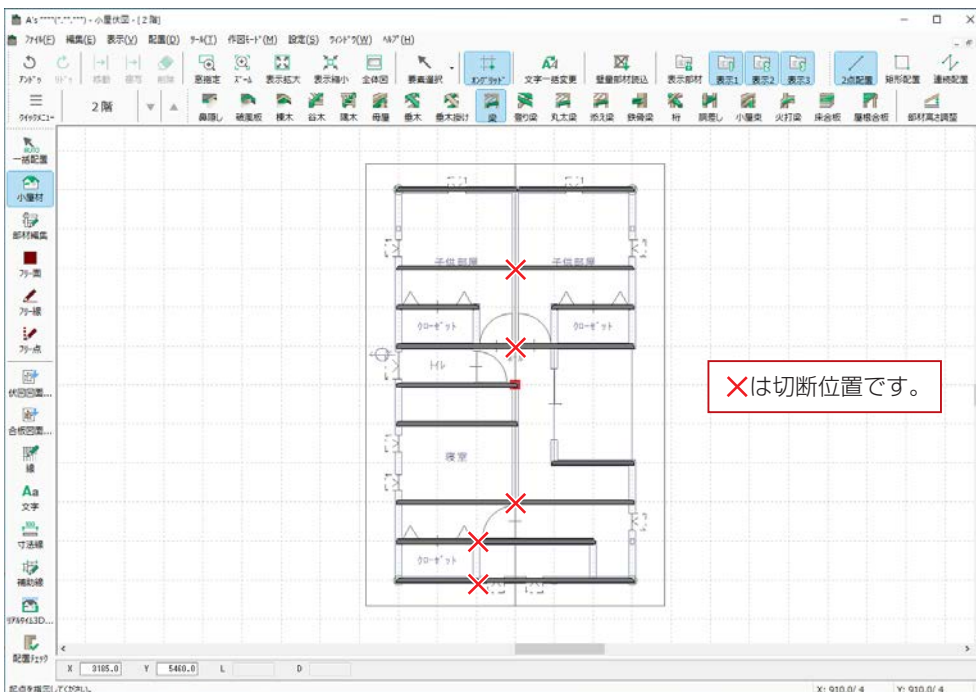 A's ****(*.**,***) - 小屋伏図 - [2 階]
ﾌｧｲﾙ(F) 編集(E) 表示(V) 配置(D) ﾂｰﾙ(T) 作図ﾓｰﾄﾞ(M) 設定(S) ｳｨﾝﾄﾞｳ(W) ﾍﾙﾌﾟ(H)
ｱﾝﾄﾞｩ ﾘﾄﾞｩ 移動 複写 削除 窓指定 ｽﾞｰﾑ 表示拡大 表示縮小 全体図 要素選択 ｵﾝｸﾞﾘｯﾄﾞ 文字一括変更 壁量部材読込 表示部材 表示1 表示2 表示3 2点配置 矩形配置 連続配置
ｸｲｯｸﾒﾆｭｰ 2 階 鼻隠し 破風板 棟木 谷木 隅木 母屋 垂木 垂木掛け 梁 登り梁 丸太梁 添え梁 鉄骨梁 桁 胴差し 小屋束 火打梁 床合板 屋根合板 部材高さ調整
AUTO
一括配置
小屋材
部材編集
ﾌﾘｰ面
ﾌﾘｰ線
ﾌﾘｰ点
伏図図面...
合板図面...
線
Aa
文字
寸法線
補助線
ﾘｱﾙﾀｲﾑ3D...
配置ﾁｪｯｸ
子供部屋 子供部屋
ｸﾛｰｾﾞｯﾄ ｸﾛｰｾﾞｯﾄ
ﾄｲﾚ
寝室
ｸﾛｰｾﾞｯﾄ
×は切断位置です。
X 3185.0 Y 5460.0 L D
起点を指示してください。 X: 910.0/ 4 Y: 910.0/ 4